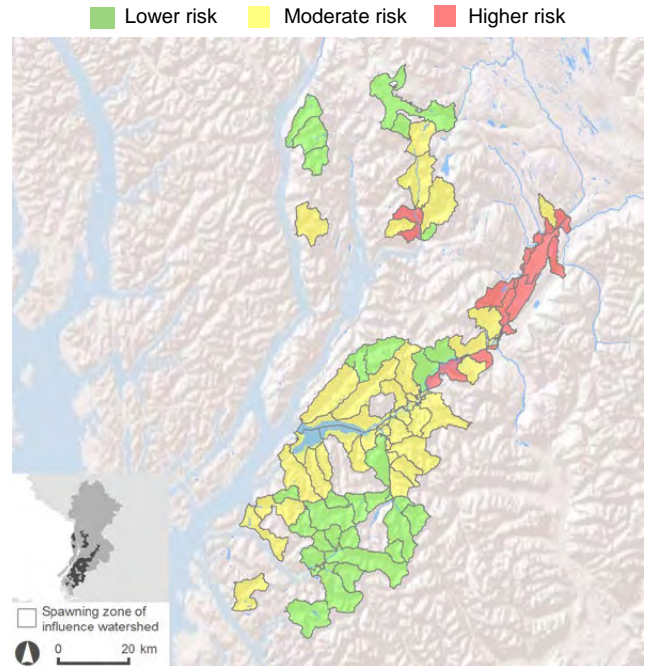 Lower risk Moderate risk Higher risk
Spawning zone of
influence watershed
0 20 km